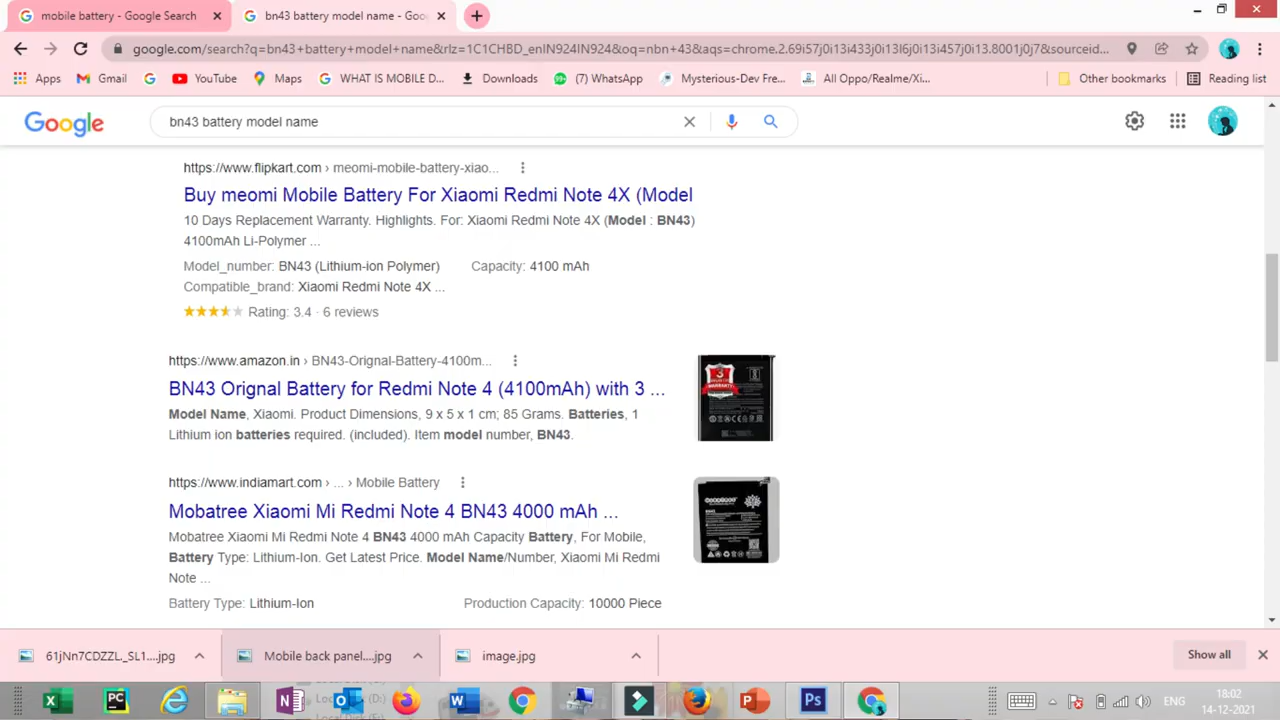 mobile battery - Google Search
bn43 battery model name - Goo
google.com/search?q=bn43+battery+model+name&rlz=1C1CHBD_enIN924IN924&oq=nbn+43&aqs=chrome.2.69i57j0i13i433j0i13l6j0i13i457j0i13.8001j0j7&sourceid...
Apps Gmail YouTube Maps WHAT IS MOBILE D... Downloads (7) WhatsApp Mysterious-Dev Fre... All Oppo/Realme/Xi... Other bookmarks Reading list
Google bn43 battery model name
https://www.flipkart.com › meomi-mobile-battery-xiao...
Buy meomi Mobile Battery For Xiaomi Redmi Note 4X (Model
10 Days Replacement Warranty. Highlights. For: Xiaomi Redmi Note 4X (Model : BN43)
4100mAh Li-Polymer ...
Model_number: BN43 (Lithium-ion Polymer) Capacity: 4100 mAh
Compatible_brand: Xiaomi Redmi Note 4X ...
Rating: 3.4 · 6 reviews
https://www.amazon.in › BN43-Orignal-Battery-4100m...
BN43 Orignal Battery for Redmi Note 4 (4100mAh) with 3 ...
Model Name, Xiaomi. Product Dimensions, 9 x 5 x 1 cm; 85 Grams. Batteries, 1
Lithium ion batteries required. (included). Item model number, BN43.
https://www.indiamart.com › ... › Mobile Battery
Mobatree Xiaomi Mi Redmi Note 4 BN43 4000 mAh ...
Mobatree Xiaomi Mi Redmi Note 4 BN43 4000 mAh Capacity Battery, For Mobile,
Battery Type: Lithium-Ion. Get Latest Price. Model Name/Number, Xiaomi Mi Redmi
Note ...
Battery Type: Lithium-Ion Production Capacity: 10000 Piece
61jNn7CDZZL._SL1....jpg Mobile back panel....jpg image.jpg Show all
ENG
18:02
14-12-2021